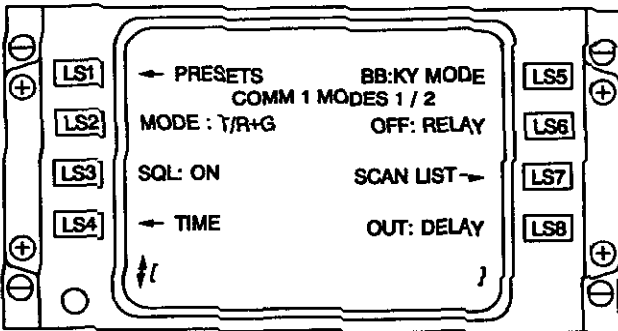 LS1 ← PRESETS BB:KY MODE LS5
COMM 1 MODES 1 / 2
LS2 MODE : T/R+G OFF: RELAY LS6
LS3 SQL: ON SCAN LIST→ LS7
LS4 ← TIME OUT: DELAY LS8
↕[ ]